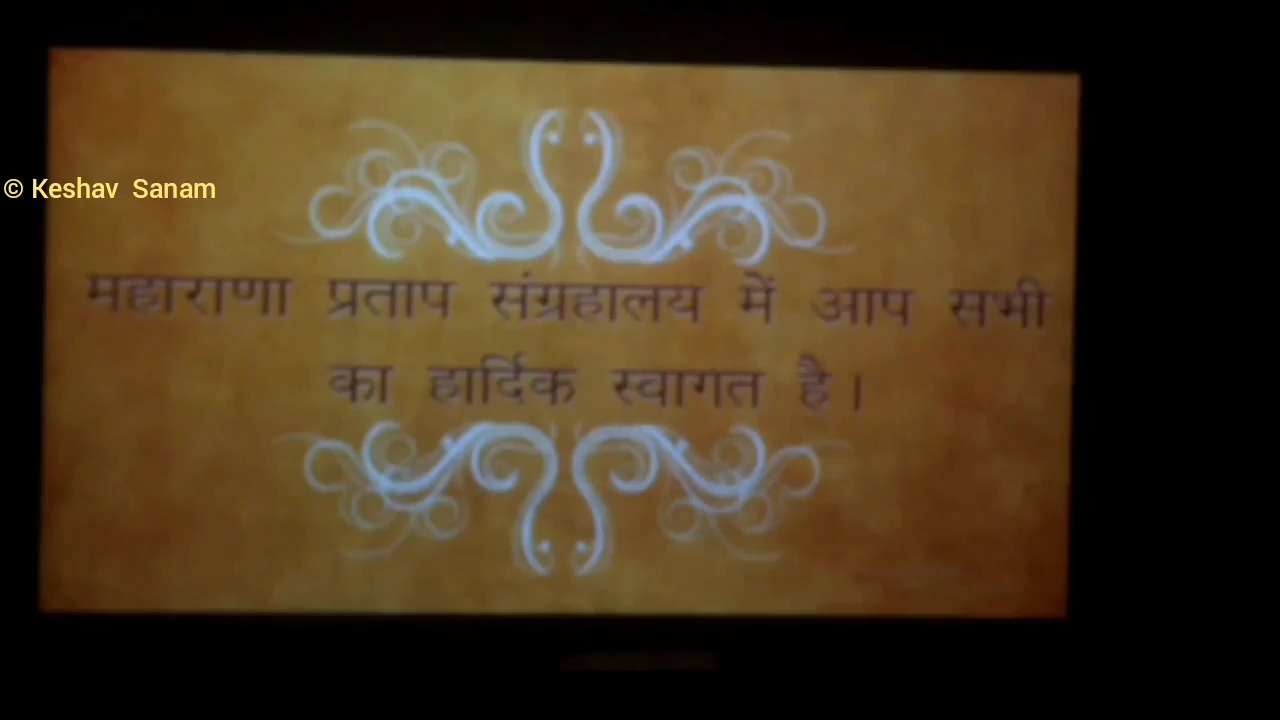 © Keshav Sanam
महाराणा प्रताप संग्रहालय में आप सभी
का हार्दिक स्वागत है।